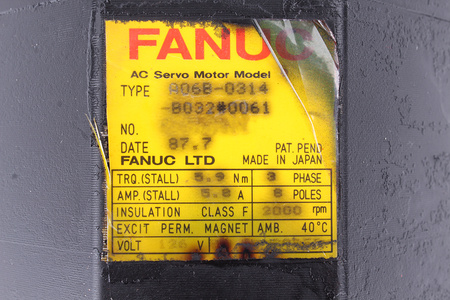 FANUC
AC Servo Motor Model
TYPE A06B-0314
-B032#0061
NO.
DATE 87.7 PAT. PEND
FANUC LTD MADE IN JAPAN
TRQ.(STALL) 5.9 Nm 3 PHASE
AMP.(STALL) A 8 POLES
INSULATION CLASS F 2000 rpm
EXCIT PERM. MAGNET AMB. 40°C
VOLT V